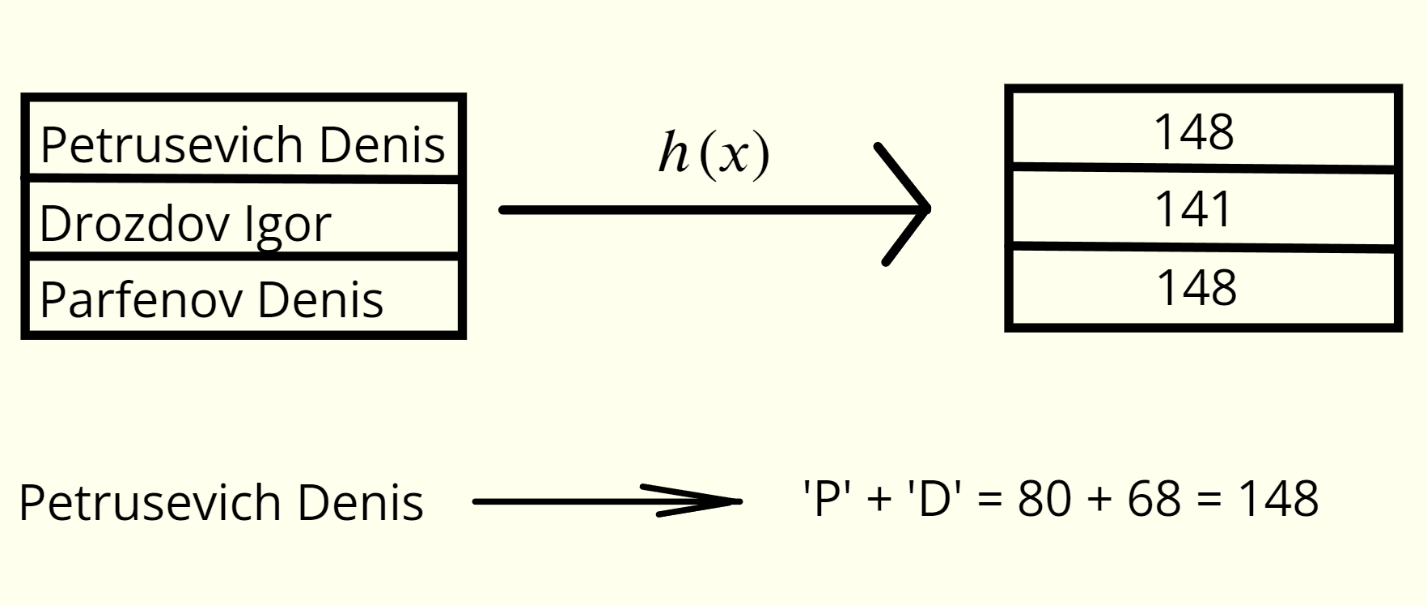 Petrusevich Denis
Drozdov Igor
Parfenov Denis
h(x)
148
141
148
Petrusevich Denis
'P' + 'D' = 80 + 68 = 148